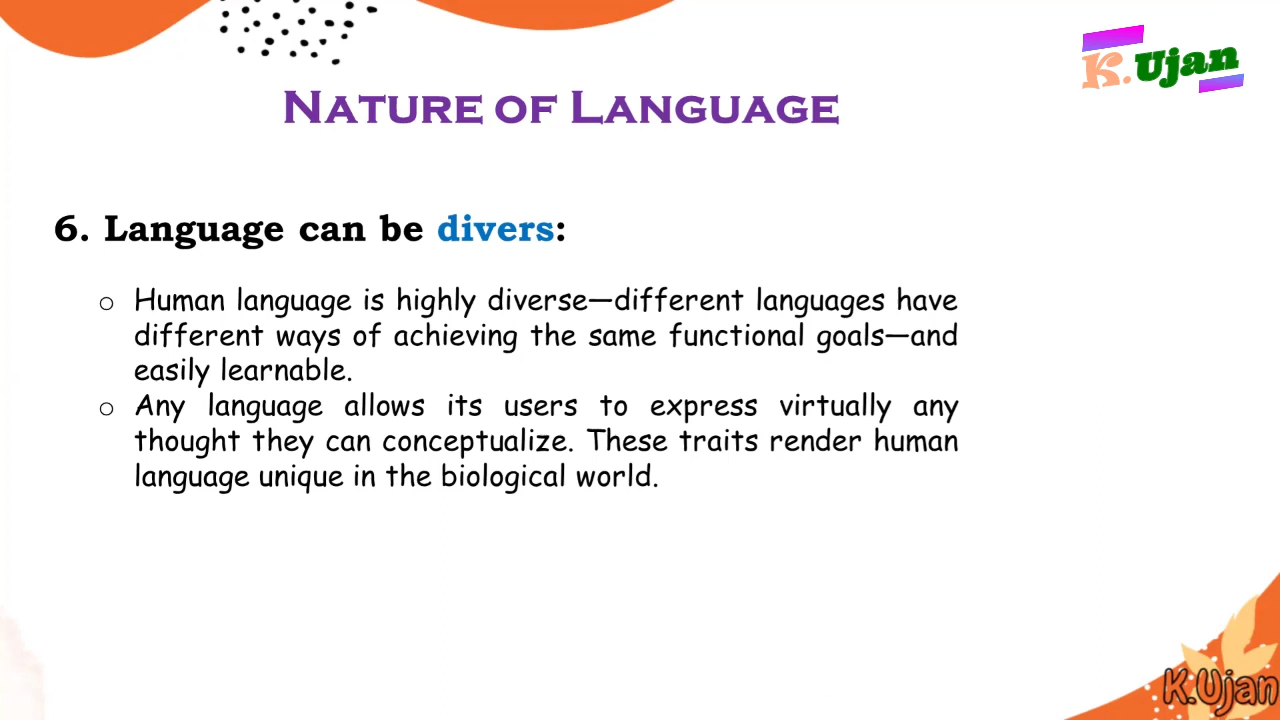 K.Ujan
NATURE OF LANGUAGE
6. Language can be divers:
o Human language is highly diverse—different languages have
different ways of achieving the same functional goals—and
easily learnable.
o Any language allows its users to express virtually any
thought they can conceptualize. These traits render human
language unique in the biological world.
K.Ujan